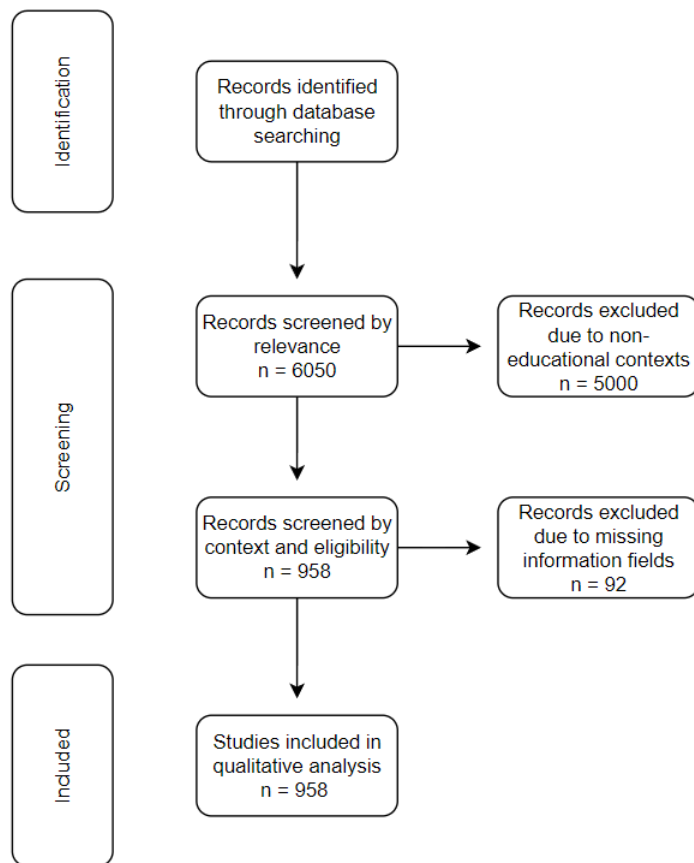 Identification
Records identified
through database
searching
Screening
Records screened by
relevance
n = 6050
Records excluded
due to non-
educational contexts
n = 5000
Records screened by
context and eligibility
n = 958
Records excluded
due to missing
information fields
n = 92
Included
Studies included in
qualitative analysis
n = 958